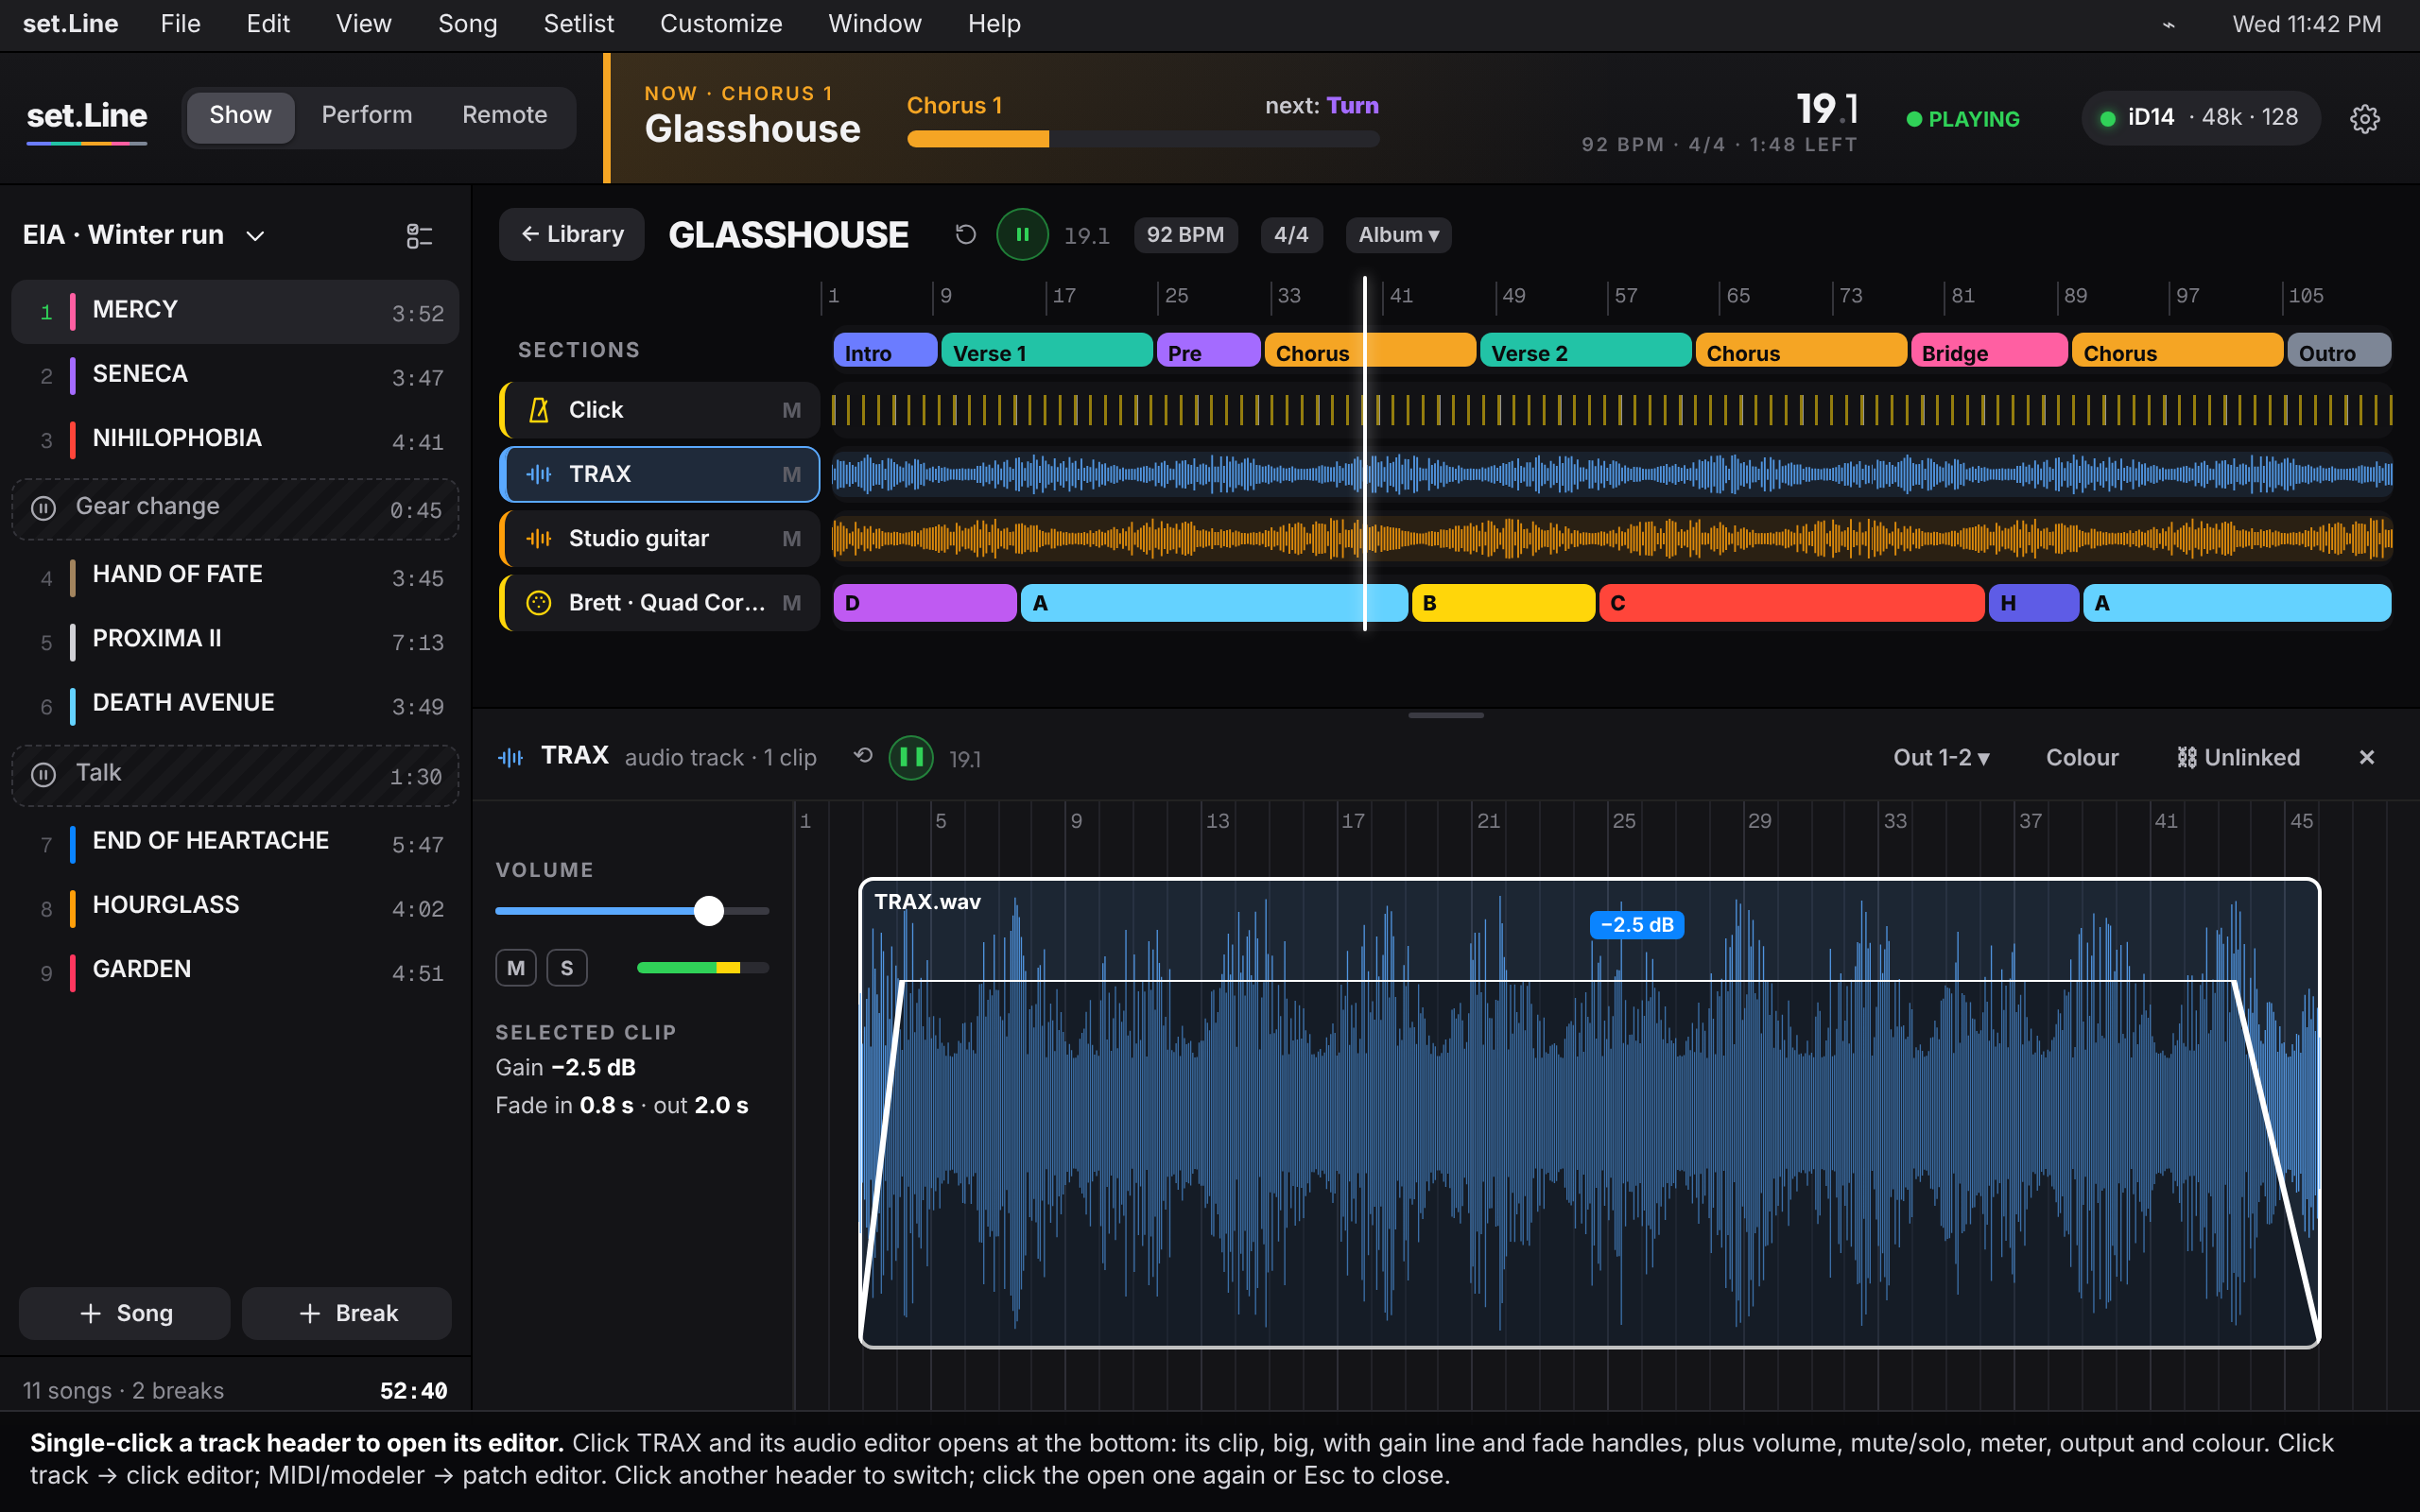 set.Line File Edit View Song Setlist Customize Window Help Wed 11:42 PM
set.Line Show Perform Remote
NOW · CHORUS 1
Glasshouse
Chorus 1 next: Turn
19.1
92 BPM · 4/4 · 1:48 LEFT
PLAYING
iD14 · 48k · 128
EIA · Winter run
1 MERCY 3:52
2 SENECA 3:47
3 NIHILOPHOBIA 4:41
Gear change 0:45
4 HAND OF FATE 3:45
5 PROXIMA II 7:13
6 DEATH AVENUE 3:49
Talk 1:30
7 END OF HEARTACHE 5:47
8 HOURGLASS 4:02
9 GARDEN 4:51
+ Song + Break
11 songs · 2 breaks 52:40
← Library GLASSHOUSE 19.1 92 BPM 4/4 Album ▾
1 9 17 25 33 41 49 57 65 73 81 89 97 105
SECTIONS Intro Verse 1 Pre Chorus Verse 2 Chorus Bridge Chorus Outro
Click M
TRAX M
Studio guitar M
Brett · Quad Cor... M D A B C H A
TRAX audio track · 1 clip 19.1 Out 1-2 ▾ Colour Unlinked ×
1 5 9 13 17 21 25 29 33 37 41 45
VOLUME
M S
SELECTED CLIP
Gain −2.5 dB
Fade in 0.8 s · out 2.0 s
TRAX.wav
−2.5 dB
Single-click a track header to open its editor. Click TRAX and its audio editor opens at the bottom: its clip, big, with gain line and fade handles, plus volume, mute/solo, meter, output and colour. Click
track → click editor; MIDI/modeler → patch editor. Click another header to switch; click the open one again or Esc to close.